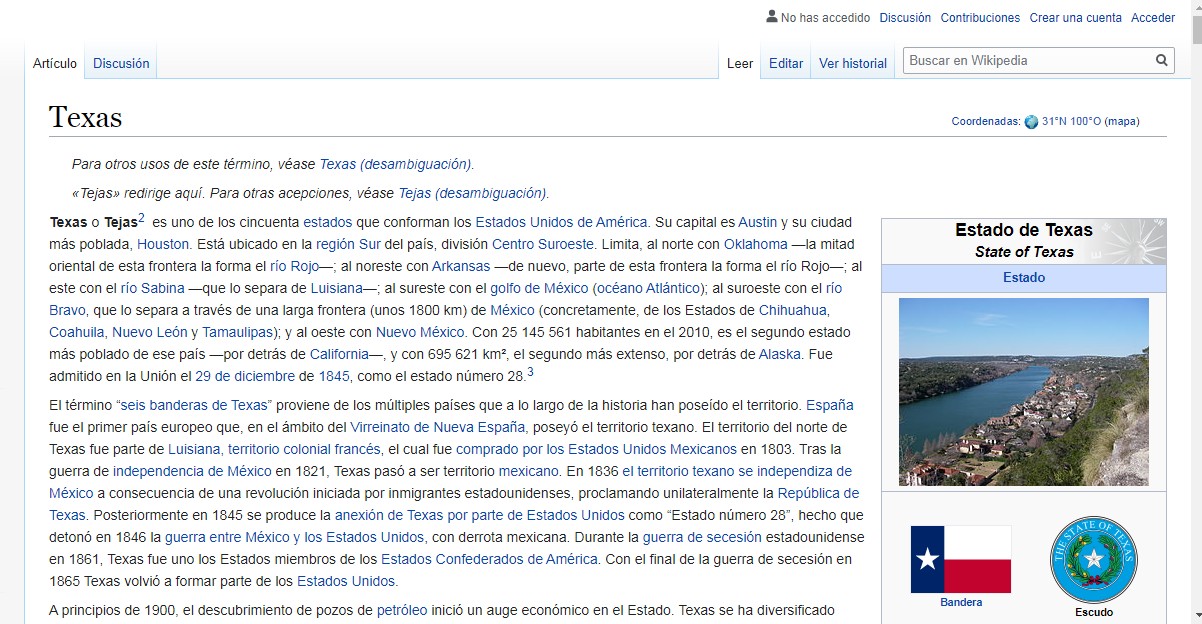 No has accedido Discusión Contribuciones Crear una cuenta Acceder
Artículo Discusión Leer Editar Ver historial Buscar en Wikipedia
Texas
Coordenadas: 31°N 100°O (mapa)
Para otros usos de este término, véase Texas (desambiguación).
«Tejas» redirige aquí. Para otras acepciones, véase Tejas (desambiguación).
Texas o Tejas2 es uno de los cincuenta estados que conforman los Estados Unidos de América. Su capital es Austin y su ciudad
más poblada, Houston. Está ubicado en la región Sur del país, división Centro Suroeste. Limita, al norte con Oklahoma —la mitad
oriental de esta frontera la forma el río Rojo—; al noreste con Arkansas —de nuevo, parte de esta frontera la forma el río Rojo—; al
este con el río Sabina —que lo separa de Luisiana—; al sureste con el golfo de México (océano Atlántico); al suroeste con el río
Bravo, que lo separa a través de una larga frontera (unos 1800 km) de México (concretamente, de los Estados de Chihuahua,
Coahuila, Nuevo León y Tamaulipas); y al oeste con Nuevo México. Con 25 145 561 habitantes en el 2010, es el segundo estado
más poblado de ese país —por detrás de California—, y con 695 621 km², el segundo más extenso, por detrás de Alaska. Fue
admitido en la Unión el 29 de diciembre de 1845, como el estado número 28.3
El término “seis banderas de Texas” proviene de los múltiples países que a lo largo de la historia han poseído el territorio. España
fue el primer país europeo que, en el ámbito del Virreinato de Nueva España, poseyó el territorio texano. El territorio del norte de
Texas fue parte de Luisiana, territorio colonial francés, el cual fue comprado por los Estados Unidos Mexicanos en 1803. Tras la
guerra de independencia de México en 1821, Texas pasó a ser territorio mexicano. En 1836 el territorio texano se independiza de
México a consecuencia de una revolución iniciada por inmigrantes estadounidenses, proclamando unilateralmente la República de
Texas. Posteriormente en 1845 se produce la anexión de Texas por parte de Estados Unidos como “Estado número 28”, hecho que
detonó en 1846 la guerra entre México y los Estados Unidos, con derrota mexicana. Durante la guerra de secesión estadounidense
en 1861, Texas fue uno los Estados miembros de los Estados Confederados de América. Con el final de la guerra de secesión en
1865 Texas volvió a formar parte de los Estados Unidos.
A principios de 1900, el descubrimiento de pozos de petróleo inició un auge económico en el Estado. Texas se ha diversificado
Estado de Texas
State of Texas
Estado
THE STATE OF TEXAS
Bandera
Escudo